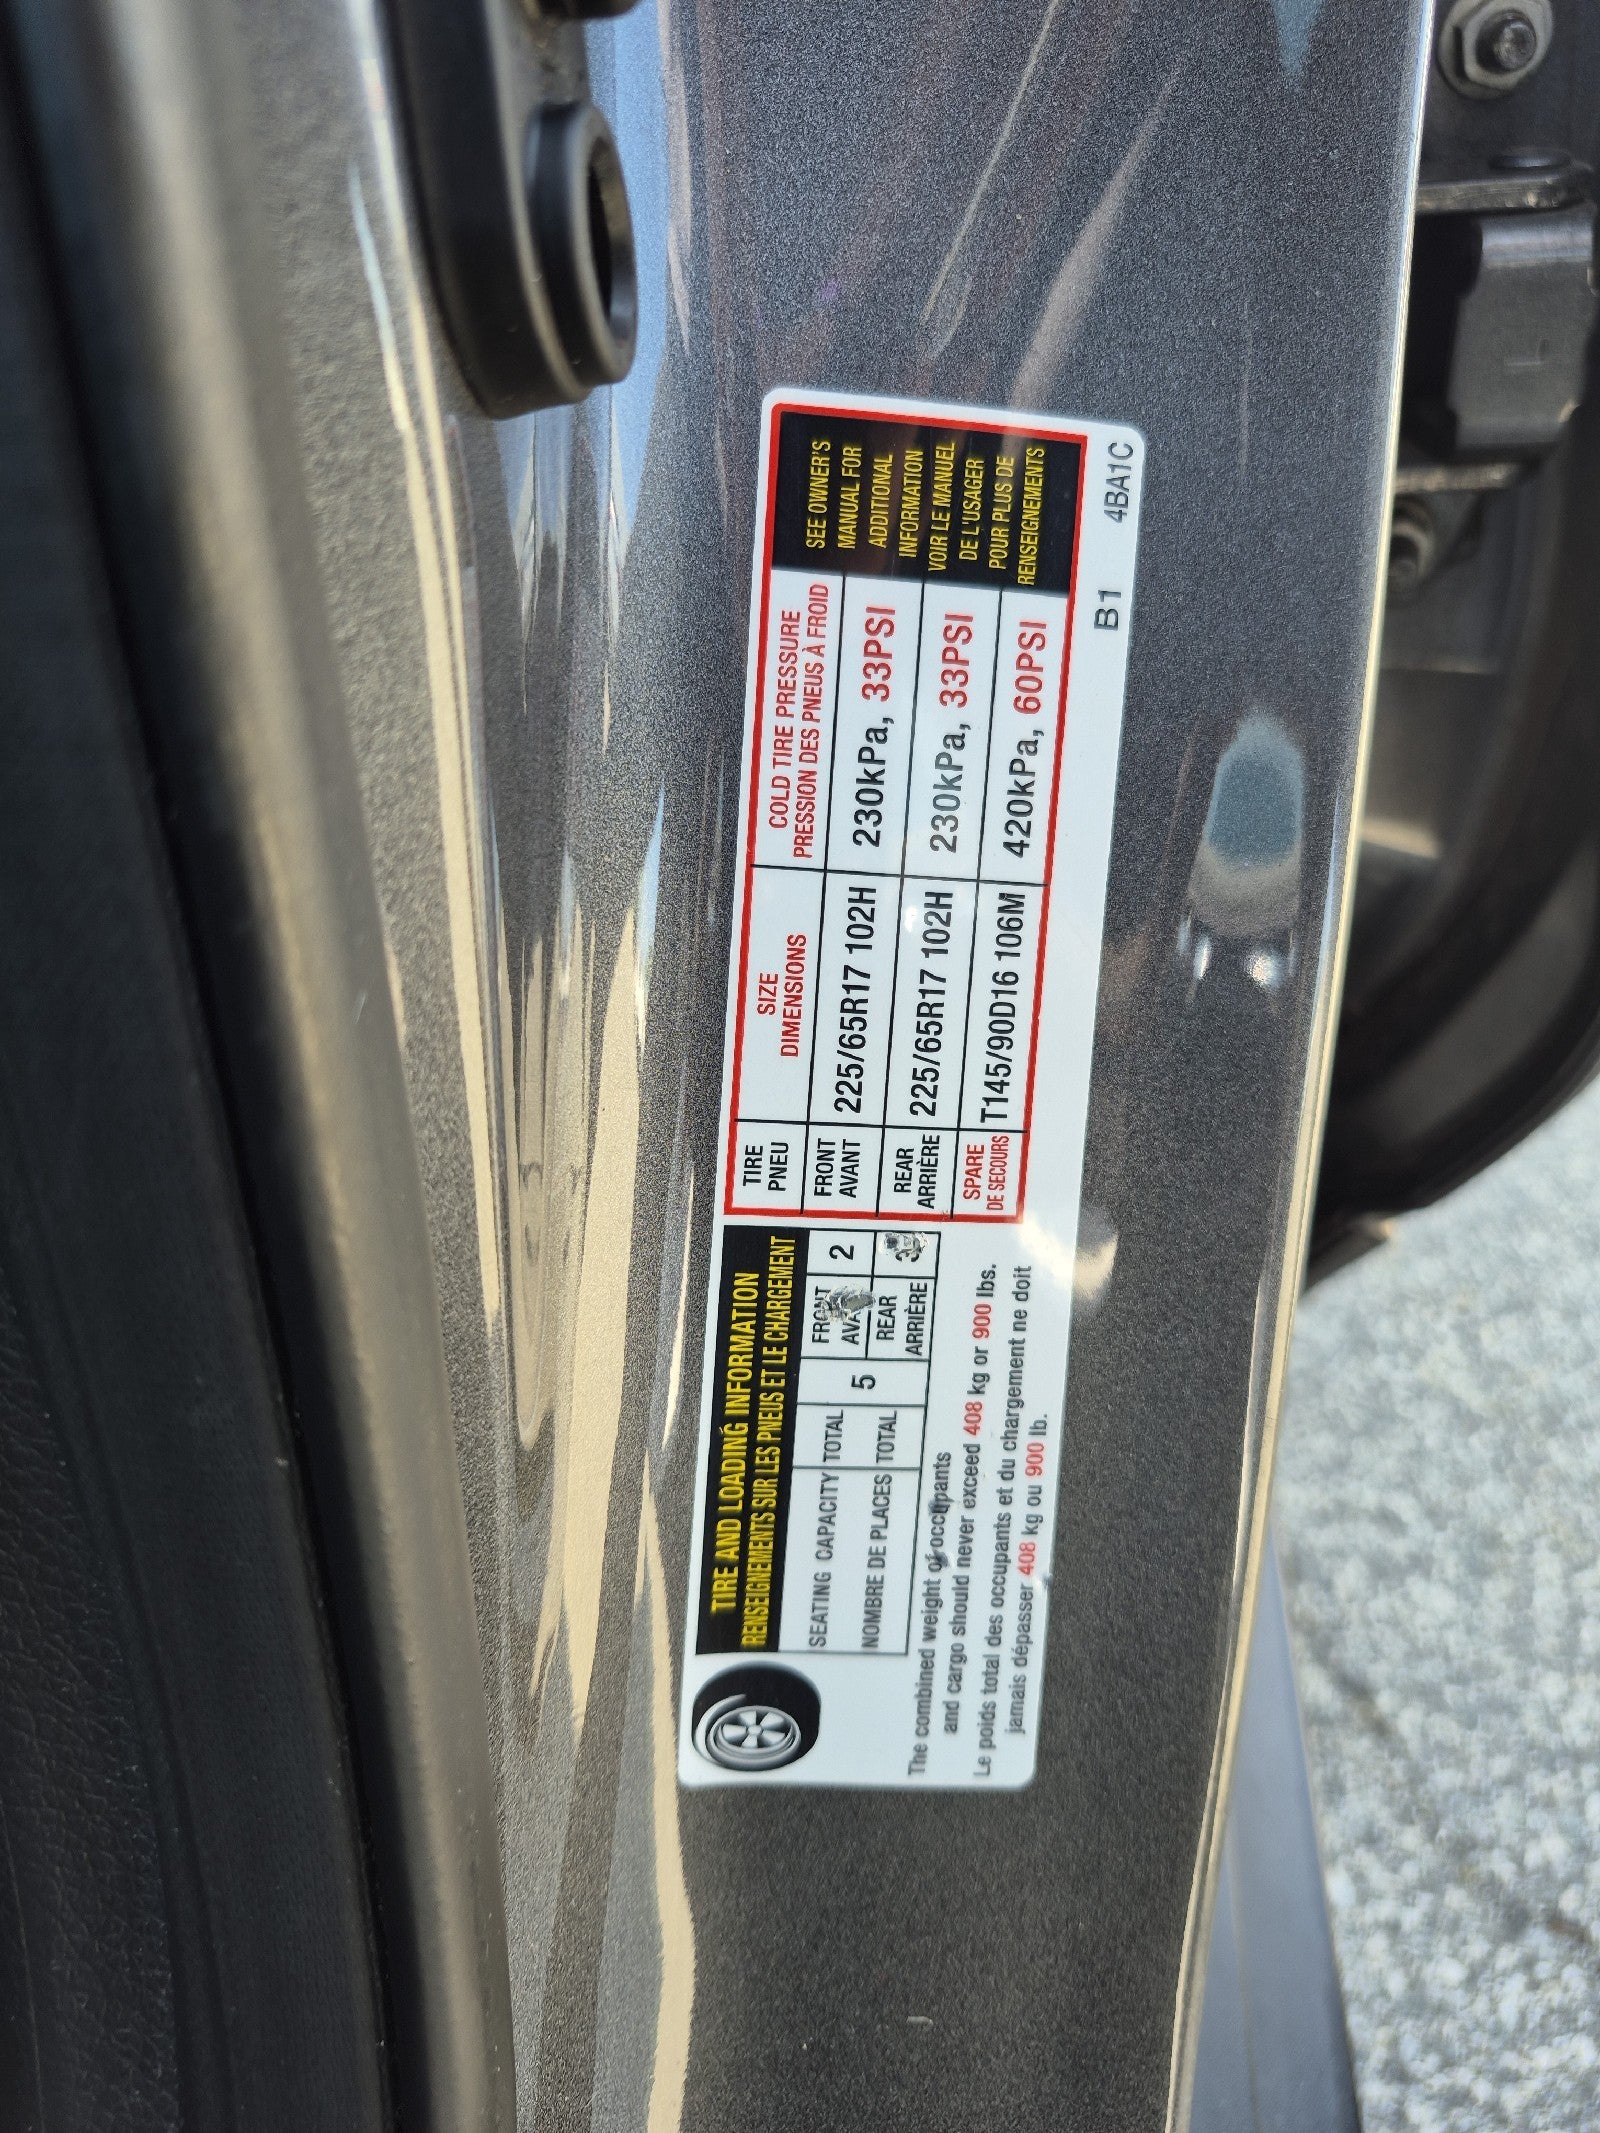 TIRE AND LOADING INFORMATION
RENSEIGNEMENTS SUR LES PNEUS ET LE CHARGEMENT
SEATING CAPACITY TOTAL
NOMBRE DE PLACES TOTAL
5
FRONT
AVANT
2
REAR
ARRIÈRE
3
The combined weight of occupants
and cargo should never exceed 408 kg or 900 lbs.
Le poids total des occupants et du chargement ne doit
jamais dépasser 408 kg ou 900 lb.
TIRE
PNEU
SIZE
DIMENSIONS
COLD TIRE PRESSURE
PRESSION DES PNEUS À FROID
FRONT
AVANT
225/65R17 102H
230kPa, 33PSI
REAR
ARRIÈRE
225/65R17 102H
230kPa, 33PSI
SPARE
DE SECOURS
T145/90D16 106M
420kPa, 60PSI
SEE OWNER'S
MANUAL FOR
ADDITIONAL
INFORMATION
VOIR LE MANUEL
DE L'USAGER
POUR PLUS DE
RENSEIGNEMENTS
B1 4BA1C